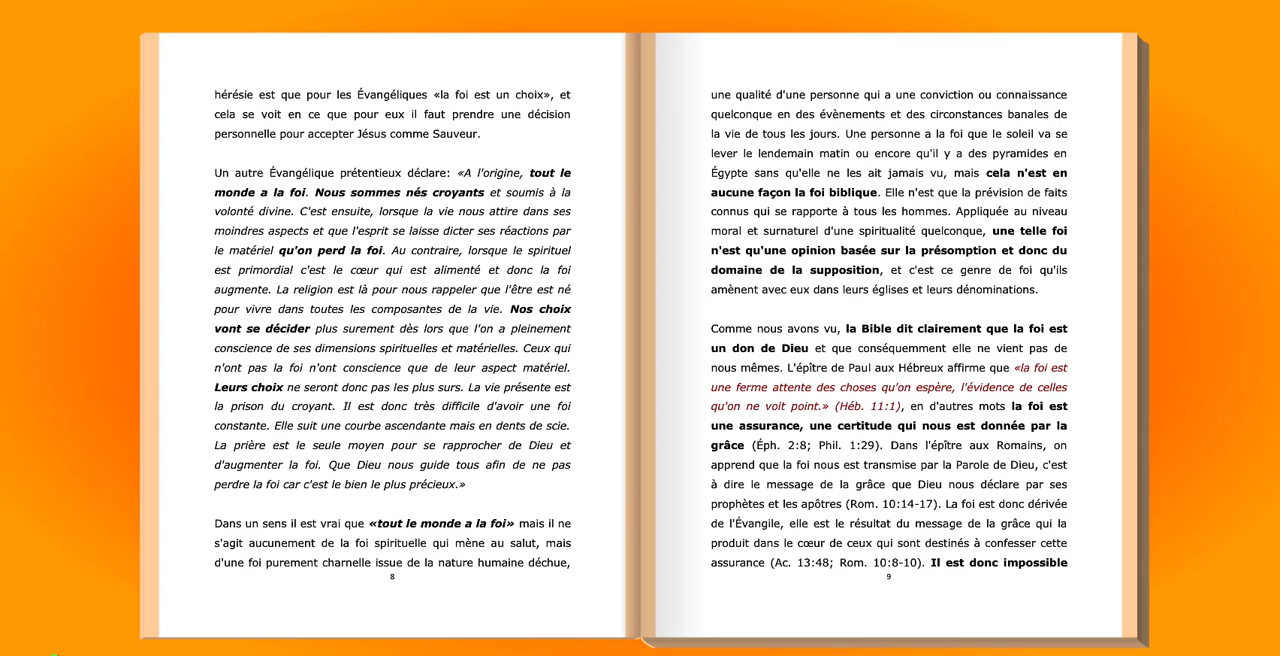 hérésie est que pour les Évangéliques «la foi est un choix», et
cela se voit en ce que pour eux il faut prendre une décision
personnelle pour accepter Jésus comme Sauveur.
Un autre Évangélique prétentieux déclare: «A l'origine, tout le
monde a la foi. Nous sommes nés croyants et soumis à la
volonté divine. C'est ensuite, lorsque la vie nous attire dans ses
moindres aspects et que l'esprit se laisse dicter ses réactions par
le matériel qu'on perd la foi. Au contraire, lorsque le spirituel
est primordial c'est le cœur qui est alimenté et donc la foi
augmente. La religion est là pour nous rappeler que l'être est né
pour vivre dans toutes les composantes de la vie. Nos choix
vont se décider plus surement dès lors que l'on a pleinement
conscience de ses dimensions spirituelles et matérielles. Ceux qui
n'ont pas la foi n'ont conscience que de leur aspect matériel.
Leurs choix ne seront donc pas les plus surs. La vie présente est
la prison du croyant. Il est donc très difficile d'avoir une foi
constante. Elle suit une courbe ascendante mais en dents de scie.
La prière est le seule moyen pour se rapprocher de Dieu et
d'augmenter la foi. Que Dieu nous guide tous afin de ne pas
perdre la foi car c'est le bien le plus précieux.»
Dans un sens il est vrai que «tout le monde a la foi» mais il ne
s'agit aucunement de la foi spirituelle qui mène au salut, mais
d'une foi purement charnelle issue de la nature humaine déchue,
8
une qualité d'une personne qui a une conviction ou connaissance
quelconque en des évènements et des circonstances banales de
la vie de tous les jours. Une personne a la foi que le soleil va se
lever le lendemain matin ou encore qu'il y a des pyramides en
Égypte sans qu'elle ne les ait jamais vu, mais cela n'est en
aucune façon la foi biblique. Elle n'est que la prévision de faits
connus qui se rapporte à tous les hommes. Appliquée au niveau
moral et surnaturel d'une spiritualité quelconque, une telle foi
n'est qu'une opinion basée sur la présomption et donc du
domaine de la supposition, et c'est ce genre de foi qu'ils
amènent avec eux dans leurs églises et leurs dénominations.
Comme nous avons vu, la Bible dit clairement que la foi est
un don de Dieu et que conséquemment elle ne vient pas de
nous mêmes. L'épître de Paul aux Hébreux affirme que «la foi est
une ferme attente des choses qu'on espère, l'évidence de celles
qu'on ne voit point.» (Héb. 11:1), en d'autres mots la foi est
une assurance, une certitude qui nous est donnée par la
grâce (Éph. 2:8; Phil. 1:29). Dans l'épître aux Romains, on
apprend que la foi nous est transmise par la Parole de Dieu, c'est
à dire le message de la grâce que Dieu nous déclare par ses
prophètes et les apôtres (Rom. 10:14-17). La foi est donc dérivée
de l'Évangile, elle est le résultat du message de la grâce qui la
produit dans le cœur de ceux qui sont destinés à confesser cette
assurance (Ac. 13:48; Rom. 10:8-10). Il est donc impossible
9